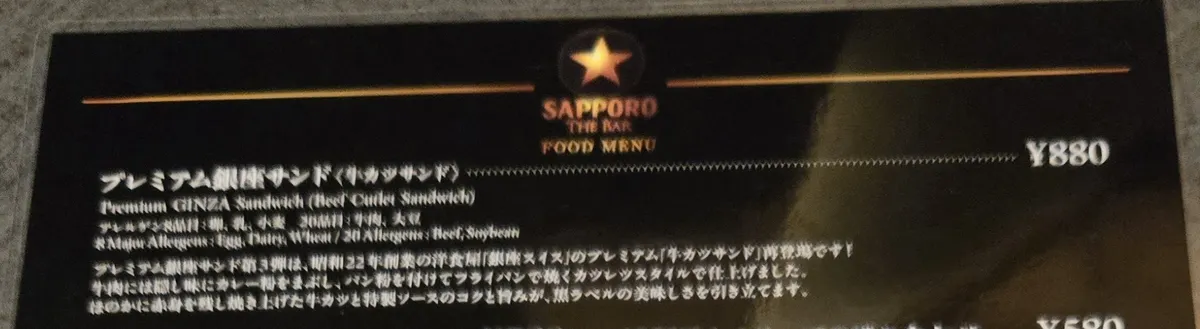 SAPPORO
THE BAR
FOOD MENU
プレミアム銀座サンド〈牛カツサンド〉 ¥880
Premium GINZA Sandwich (Beef Cutlet Sandwich)
アレルゲン8品目:卵、乳、小麦 20品目:牛肉、大豆
※Major Allergens : Egg, Dairy, Wheat / 20 Allergens : Beef, Soybean
プレミアム銀座サンド第3弾は、昭和22年創業の洋食屋「銀座スイス」のプレミアム「牛カツサンド」再登場です!
牛肉には隠し味にカレー粉をまぶし、パン粉を付けてフライパンで焼くカツレツスタイルで仕上げました。
ほのかに赤身を残し焼き上げた牛カツと特製ソースのコクと旨みが、黒ラベルの美味しさを引き立てます。
¥580